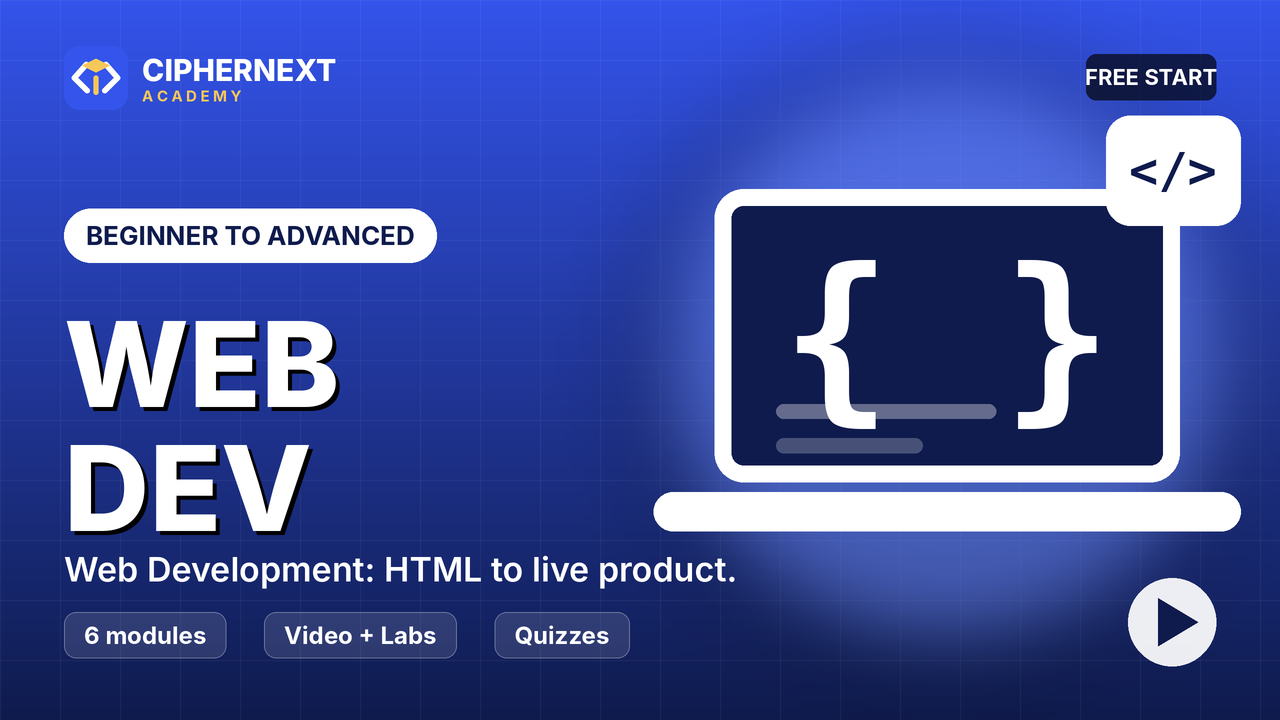 CIPHERNEXT
ACADEMY
FREE START
</>
BEGINNER TO ADVANCED
{ }
WEB
DEV
Web Development: HTML to live product.
6 modules
Video + Labs
Quizzes